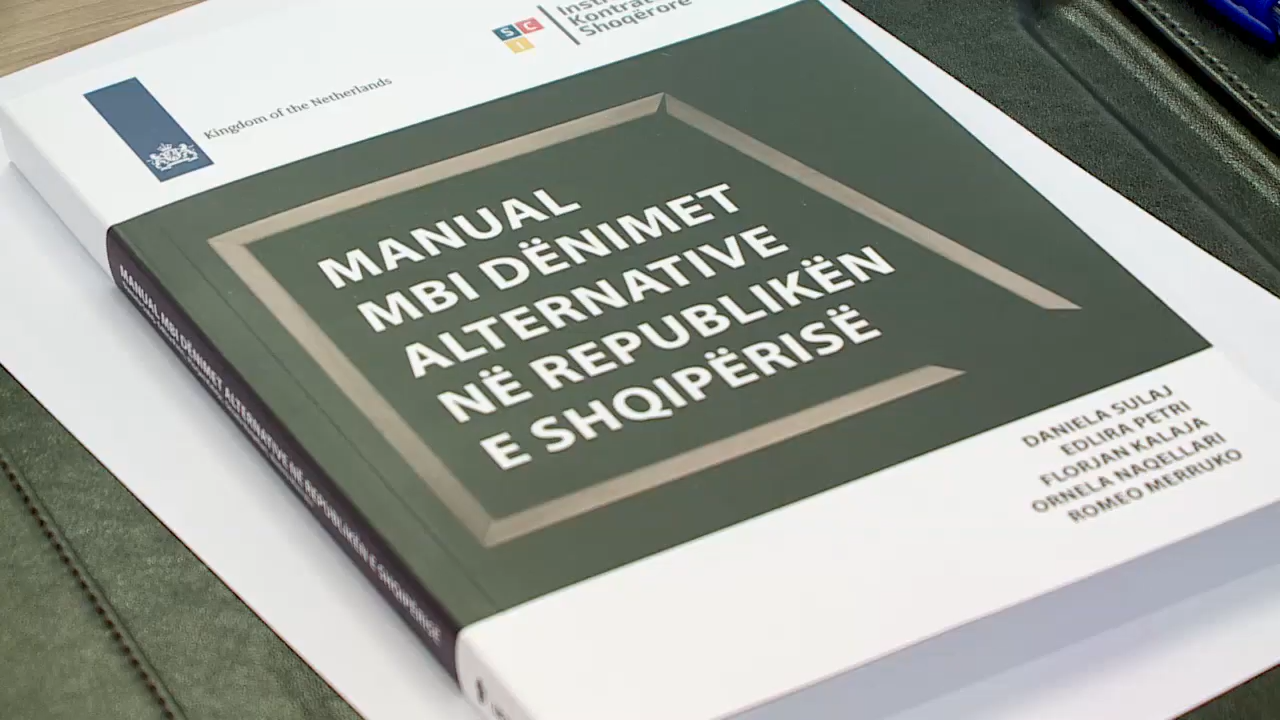 S C
I
Kontra
Shoqërore
Kingdom of the Netherlands
MANUAL
MBI DËNIMET
ALTERNATIVE
NË REPUBLIKËN
E SHQIPËRISË
DANIELA SULAJ
EDLIRA PETRI
FLORJAN KALAJA
ORNELA NAQELLARI
ROMEO MERRUKO
MANUAL MBI DËNIMET ALTERNATIVE NË REPUBLIKËN E SHQIPËRISË